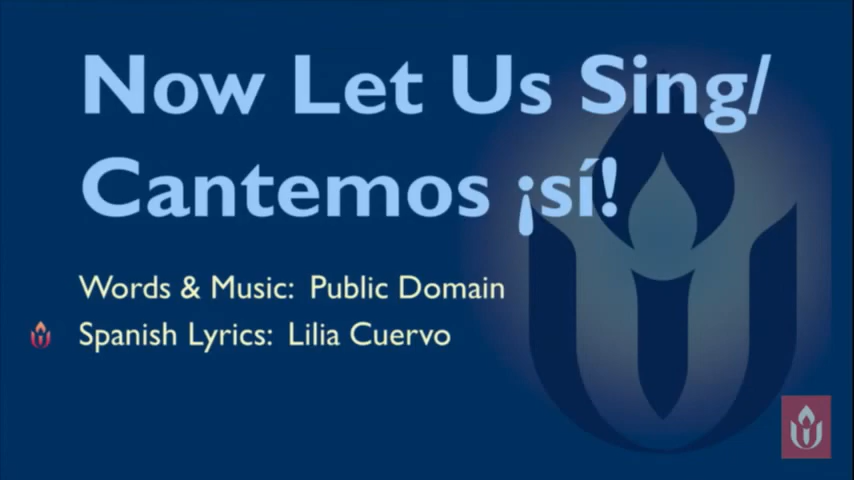 Now Let Us Sing/
Cantemos ¡sí!
Words & Music: Public Domain
Spanish Lyrics: Lilia Cuervo